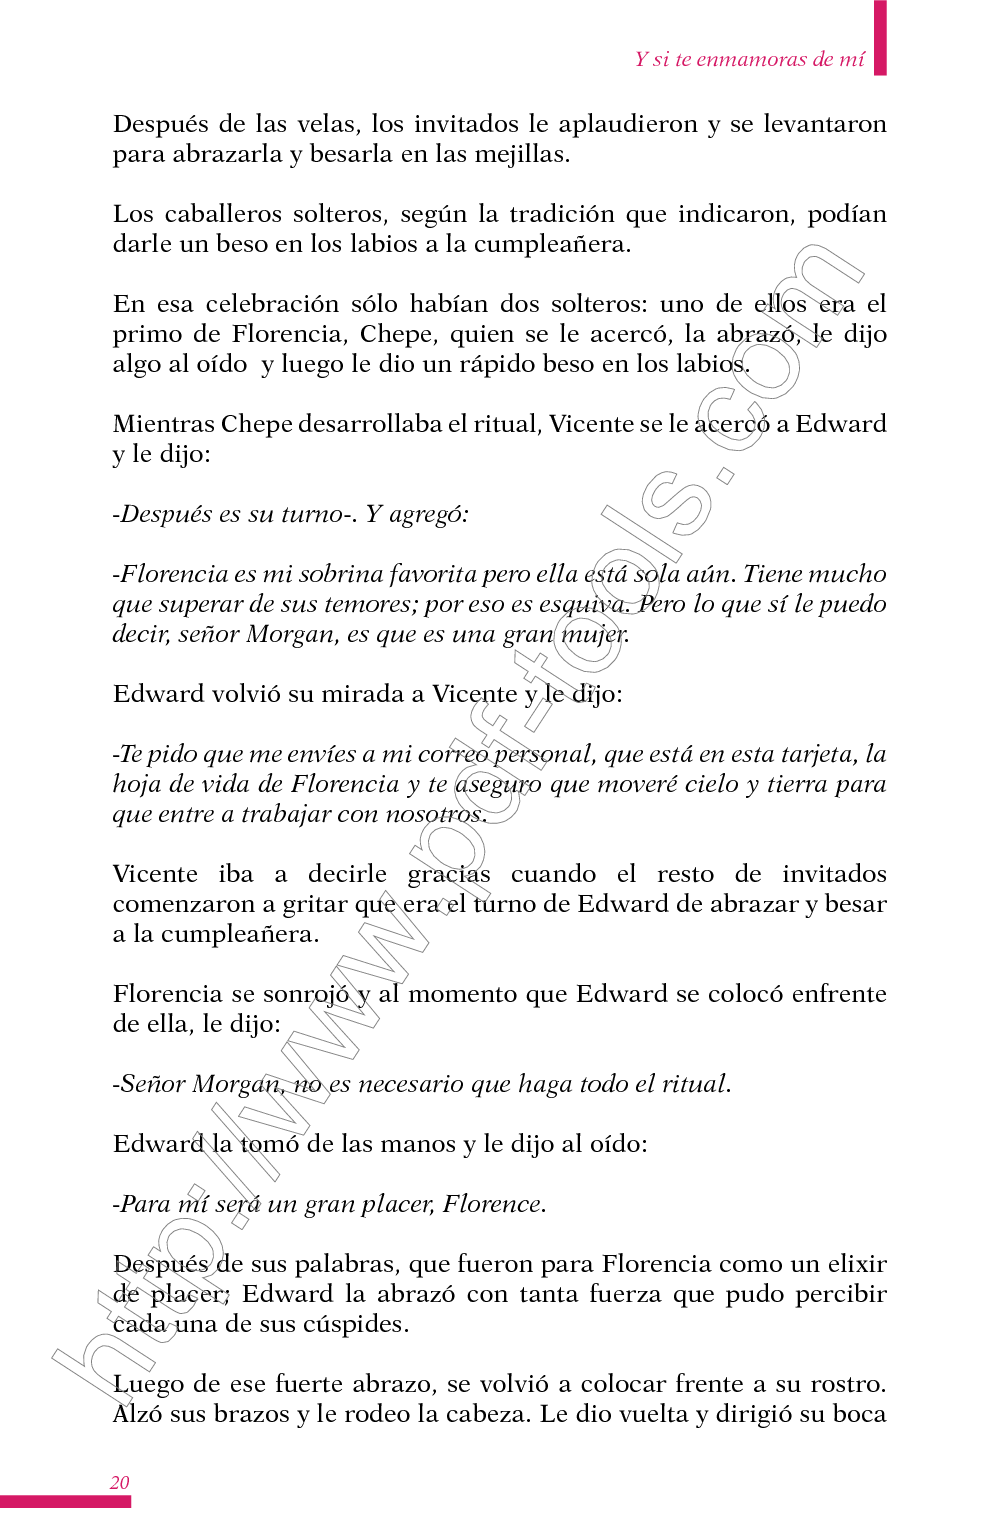 Y si te enmamoras de mí
Después de las velas, los invitados le aplaudieron y se levantaron
para abrazarla y besarla en las mejillas.
Los caballeros solteros, según la tradición que indicaron, podían
darle un beso en los labios a la cumpleañera.
En esa celebración sólo habían dos solteros: uno de ellos era el
primo de Florencia, Chepe, quien se le acercó, la abrazó, le dijo
algo al oído y luego le dio un rápido beso en los labios.
Mientras Chepe desarrollaba el ritual, Vicente se le acercó a Edward
y le dijo:
-Después es su turno-. Y agregó:
-Florencia es mi sobrina favorita pero ella está sola aún. Tiene mucho
que superar de sus temores; por eso es esquiva. Pero lo que sí le puedo
decir, señor Morgan, es que es una gran mujer.
Edward volvió su mirada a Vicente y le dijo:
-Te pido que me envíes a mi correo personal, que está en esta tarjeta, la
hoja de vida de Florencia y te aseguro que moveré cielo y tierra para
que entre a trabajar con nosotros.
Vicente iba a decirle gracias cuando el resto de invitados
comenzaron a gritar que era el turno de Edward de abrazar y besar
a la cumpleañera.
Florencia se sonrojó y al momento que Edward se colocó enfrente
de ella, le dijo:
-Señor Morgan, no es necesario que haga todo el ritual.
Edward la tomó de las manos y le dijo al oído:
-Para mí será un gran placer, Florence.
Después de sus palabras, que fueron para Florencia como un elixir
de placer; Edward la abrazó con tanta fuerza que pudo percibir
cada una de sus cúspides.
Luego de ese fuerte abrazo, se volvió a colocar frente a su rostro.
Alzó sus brazos y le rodeo la cabeza. Le dio vuelta y dirigió su boca
20
http://www.pdf-tools.com